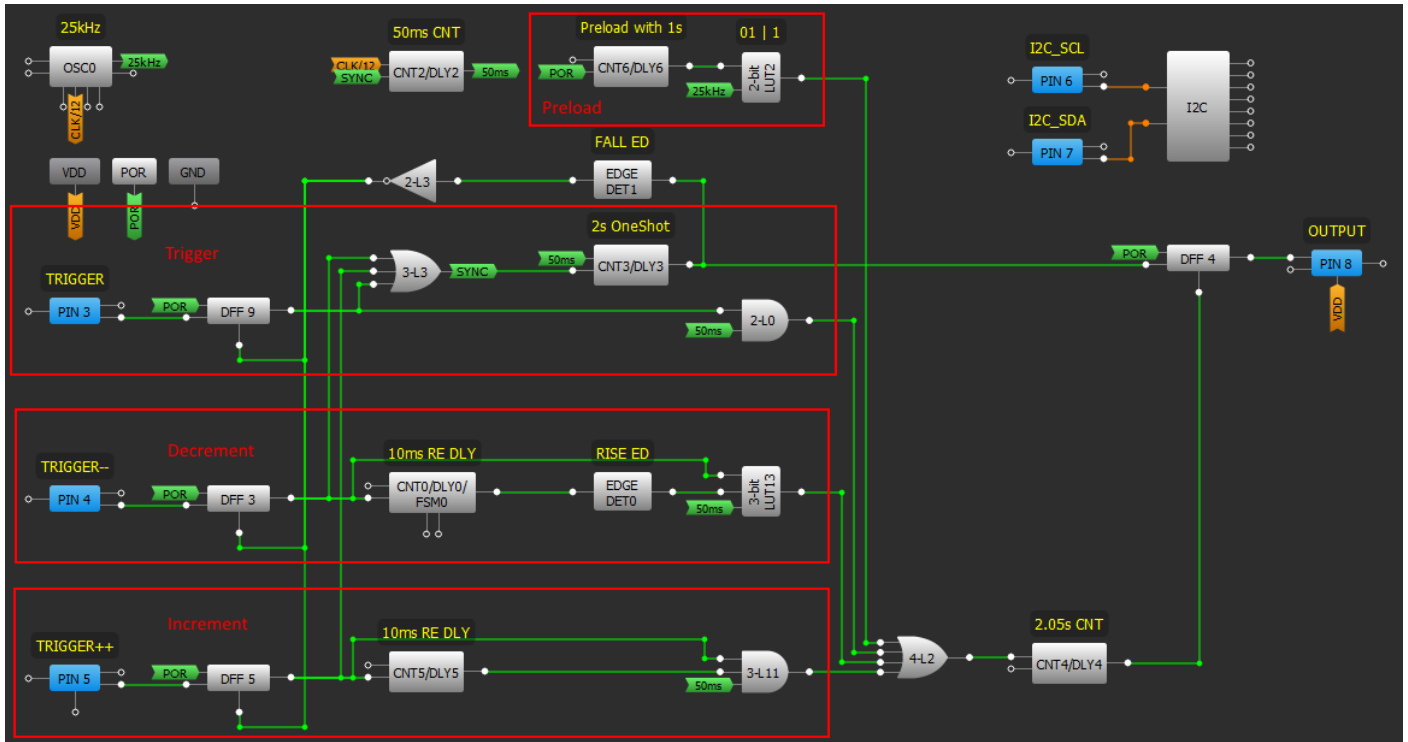 25kHz
OSC0
25kHz
CLK/12
50ms CNT
CLK/12
SYNC
CNT2/DLY2
50ms
Preload with 1s
POR
CNT6/DLY6
25kHz
01 | 1
2-bit
LUT2
Preload
I2C_SCL
PIN 6
I2C
I2C_SDA
PIN 7
VDD
POR
GND
VDD
POR
2-L3
FALL ED
EDGE
DET1
Trigger
TRIGGER
PIN 3
POR
DFF 9
3-L3
SYNC
2s OneShot
50ms
CNT3/DLY3
50ms
2-L0
POR
DFF 4
OUTPUT
PIN 8
VDD
Decrement
TRIGGER--
PIN 4
POR
DFF 3
10ms RE DLY
CNT0/DLY0/
FSM0
RISE ED
EDGE
DET0
50ms
3-bit
LUT13
Increment
TRIGGER++
PIN 5
POR
DFF 5
10ms RE DLY
CNT5/DLY5
50ms
3-L11
4-L2
2.05s CNT
CNT4/DLY4